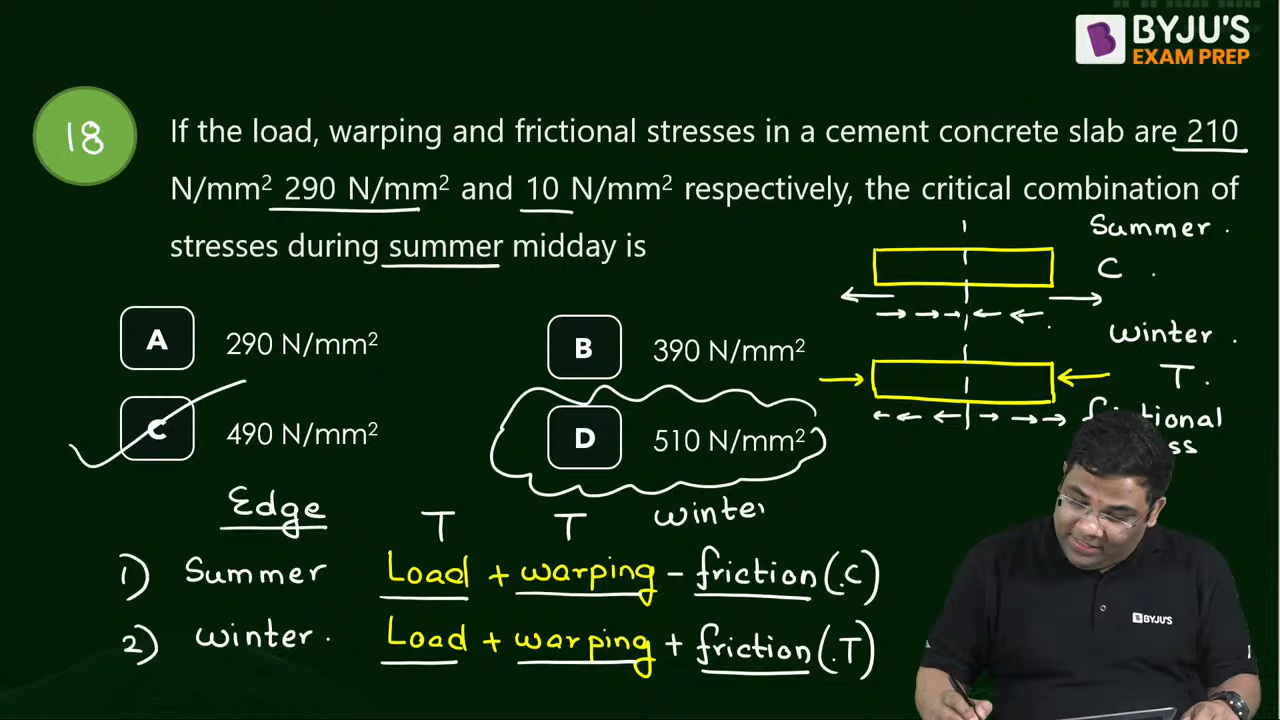 BYJU'S
EXAM PREP
18
If the load, warping and frictional stresses in a cement concrete slab are 210
N/mm² 290 N/mm² and 10 N/mm² respectively, the critical combination of
stresses during summer midday is
Summer.
C.
Winter.
T.
A 290 N/mm²
B 390 N/mm²
C 490 N/mm²
D 510 N/mm²
Edge
T T winter
1) Summer Load + warping - friction (.C)
2) winter. Load + warping + friction (.T)
BYJU'S